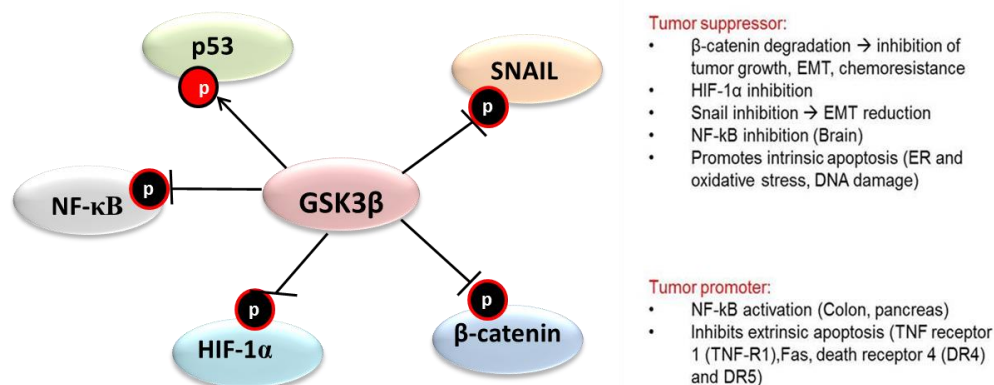 p53
p
SNAIL
p
NF-κB
p
GSK3β
p
HIF-1α
p
β-catenin
Tumor suppressor:
• β-catenin degradation → inhibition of
tumor growth, EMT, chemoresistance
• HIF-1α inhibition
• Snail inhibition → EMT reduction
• NF-kB inhibition (Brain)
• Promotes intrinsic apoptosis (ER and
oxidative stress, DNA damage)
Tumor promoter:
• NF-kB activation (Colon, pancreas)
• Inhibits extrinsic apoptosis (TNF receptor
1 (TNF-R1),Fas, death receptor 4 (DR4)
and DR5)